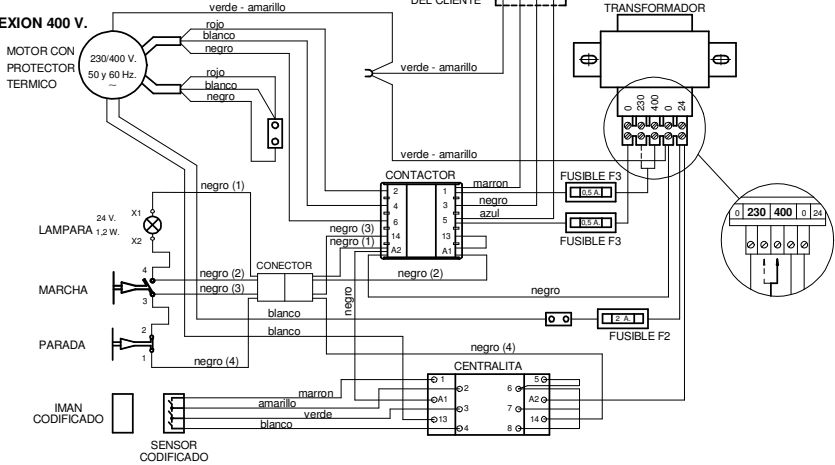 verde - amarillo
DEL CLIENTE
TRANSFORMADOR
EXION 400 V.
MOTOR CON
PROTECTOR
TERMICO
230/400 V.
50 y 60 Hz.
~
rojo
blanco
negro
rojo
blanco
negro
verde - amarillo
verde - amarillo
0 230 400 0 24
CONTACTOR
2 1
4 3
6 5
14 13
A2 A1
marron
negro
azul
FUSIBLE F3
0,5 A.
0,5 A.
FUSIBLE F3
0 230 400 0 24
negro (1)
LAMPARA 24 V.
1,2 W.
X1
X2
negro (3)
negro (1)
CONECTOR
negro (2)
negro (3)
negro (2)
negro
negro
MARCHA
4
3
blanco
blanco
2 A.
FUSIBLE F2
PARADA
2
1
negro (4)
negro (4)
CENTRALITA
1 5
2 6
A1 A2
3 7
13 14
4 8
IMAN
CODIFICADO
marron
amarillo
verde
blanco
SENSOR
CODIFICADO